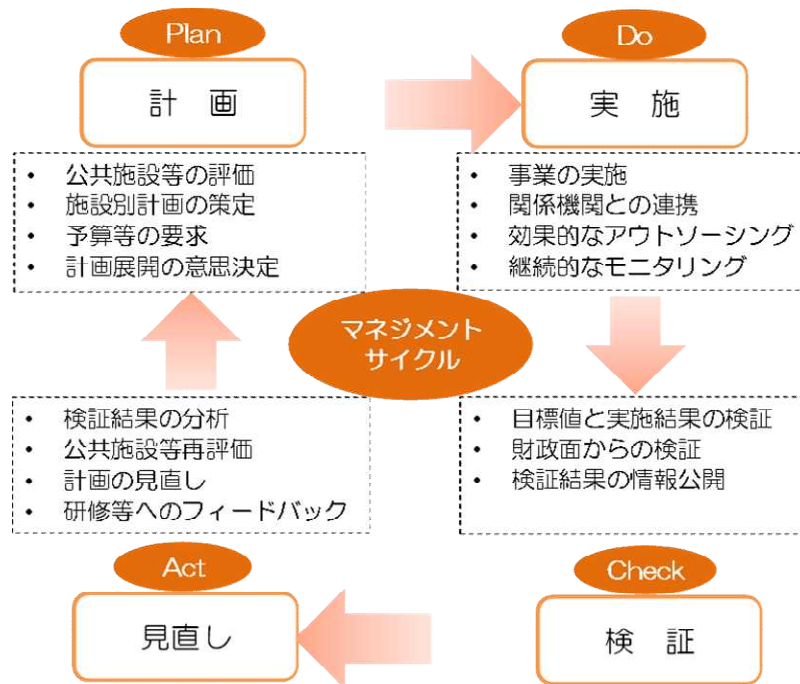 Plan
計 画
・ 公共施設等の評価
・ 施設別計画の策定
・ 予算等の要求
・ 計画展開の意思決定
Do
実 施
・ 事業の実施
・ 関係機関との連携
・ 効果的なアウトソーシング
・ 継続的なモニタリング
マネジメント
サイクル
・ 検証結果の分析
・ 公共施設等再評価
・ 計画の見直し
・ 研修等へのフィードバック
Act
見直し
・ 目標値と実施結果の検証
・ 財政面からの検証
・ 検証結果の情報公開
Check
検 証